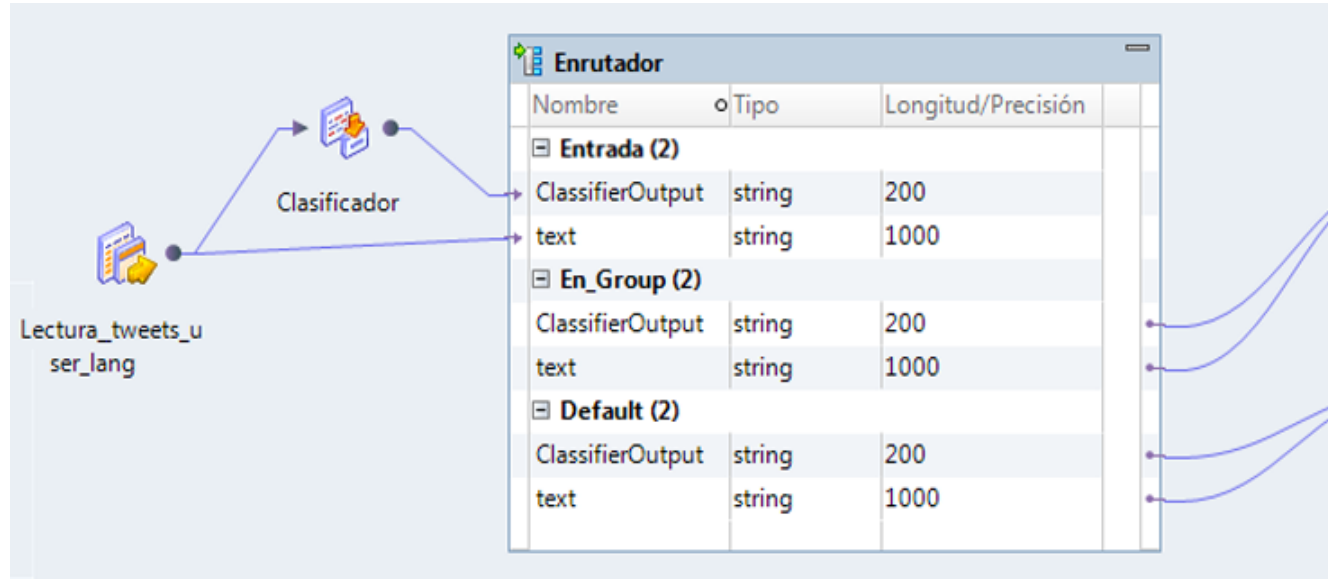 Enrutador
Nombre Tipo Longitud/Precisión
Entrada (2)
ClassifierOutput string 200
text string 1000
En_Group (2)
ClassifierOutput string 200
text string 1000
Default (2)
ClassifierOutput string 200
text string 1000
Clasificador
Lectura_tweets_u
ser_lang